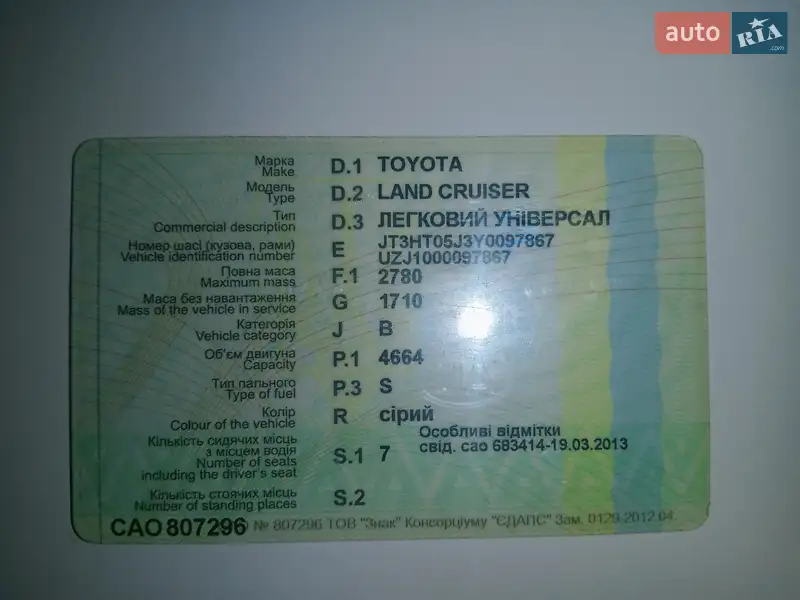 auto RIA .com
Марка D.1 TOYOTA
Make
Модель D.2 LAND CRUISER
Type
Тип D.3 ЛЕГКОВИЙ УНІВЕРСАЛ
Commercial description
Номер шасі (кузова, рами) E JT3HT05J3Y0097867
Vehicle identification number UZJ1000097867
Повна маса F.1 2780
Maximum mass
Маса без навантаження G 1710
Mass of the vehicle in service
Категорія J B
Vehicle category
Об'єм двигуна P.1 4664
Capacity
Тип пального P.3 S
Type of fuel
Колір R сірий
Colour of the vehicle
Особливі відмітки
свід. сао 683414-19.03.2013
Кількість сидячих місць
з місцем водія S.1 7
Number of seats
including the driver's seat
Кількість стоячих місць S.2
Number of standing places
САО 807296 № 807296 ТОВ "Знак" Консорціуму "ЄДАПС" Зам. 0129-2012.04.